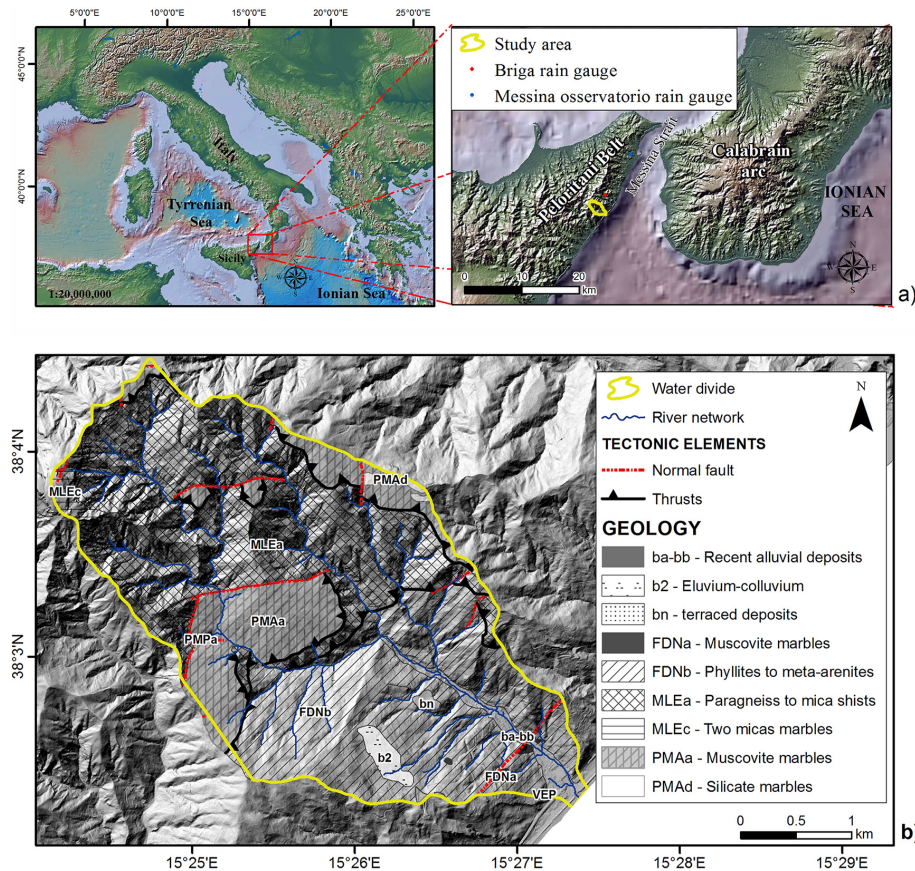 5°0'0"E 10°0'0"E 15°0'0"E 20°0'0"E 25°0'0"E
45°0'0"N
40°0'0"N
Italy
Tyrrenian
Sea
Sicily
Ionian Sea
1:20,000,000
Study area
Briga rain gauge
Messina osservatorio rain gauge
Peloritani Belt
Messina Strait
Calabrain
arc
IONIAN
SEA
0 10 20
km
N
W E
S
a)
38°4'N
38°3'N
MLEc
PMAd
MLEa
PMAa
PMPa
FDNb
bn
b2
ba-bb
FDNa
VEP
Water divide
N
River network
TECTONIC ELEMENTS
Normal fault
Thrusts
GEOLOGY
ba-bb - Recent alluvial deposits
b2 - Eluvium-colluvium
bn - terraced deposits
FDNa - Muscovite marbles
FDNb - Phyllites to meta-arenites
MLEa - Paragneiss to mica shists
MLEc - Two micas marbles
PMAa - Muscovite marbles
PMAd - Silicate marbles
0 0.5 1
km
b)
15°25'E 15°26'E 15°27'E 15°28'E 15°29'E